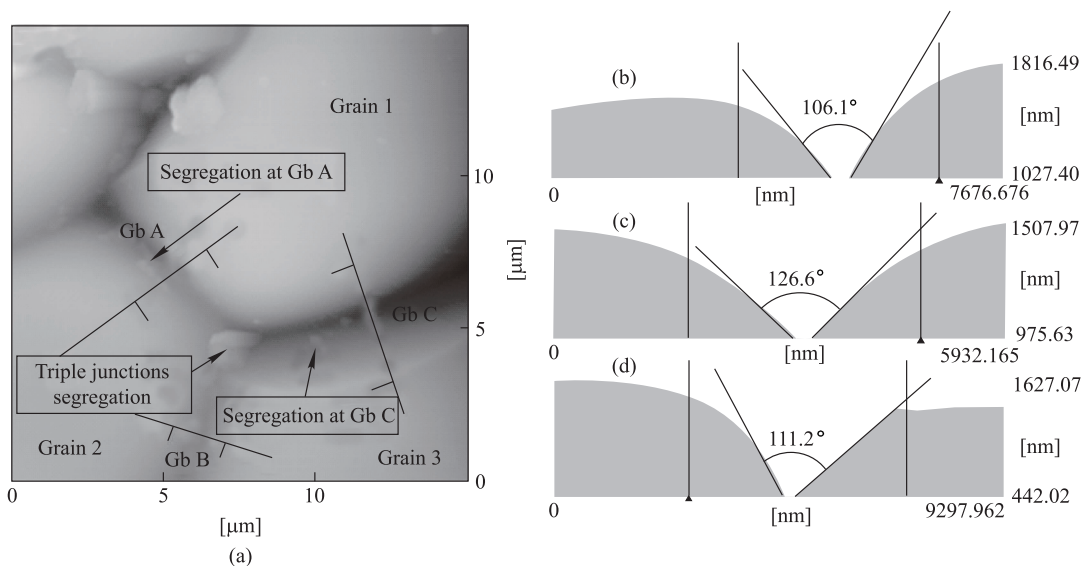 Grain 1
Segregation at Gb A
10
Gb A
[μm]
Gb C
5
Triple junctions
segregation
Segregation at Gb C
Grain 2
Gb B
Grain 3
0
0
5
10
[μm]
(a)
(b)
106.1°
1816.49
[nm]
1027.40
0
[nm]
7676.676
(c)
126.6°
1507.97
[nm]
975.63
0
[nm]
5932.165
(d)
111.2°
1627.07
[nm]
442.02
0
[nm]
9297.962